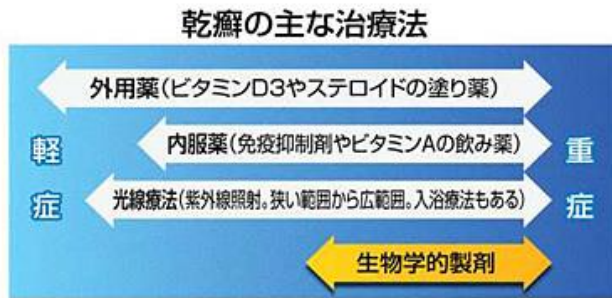 乾癬の主な治療法
外用薬(ビタミンD3やステロイドの塗り薬)
内服薬(免疫抑制剤やビタミンAの飲み薬)
軽症
重症
光線療法(紫外線照射。狭い範囲から広範囲。入浴療法もある)
生物学的製剤